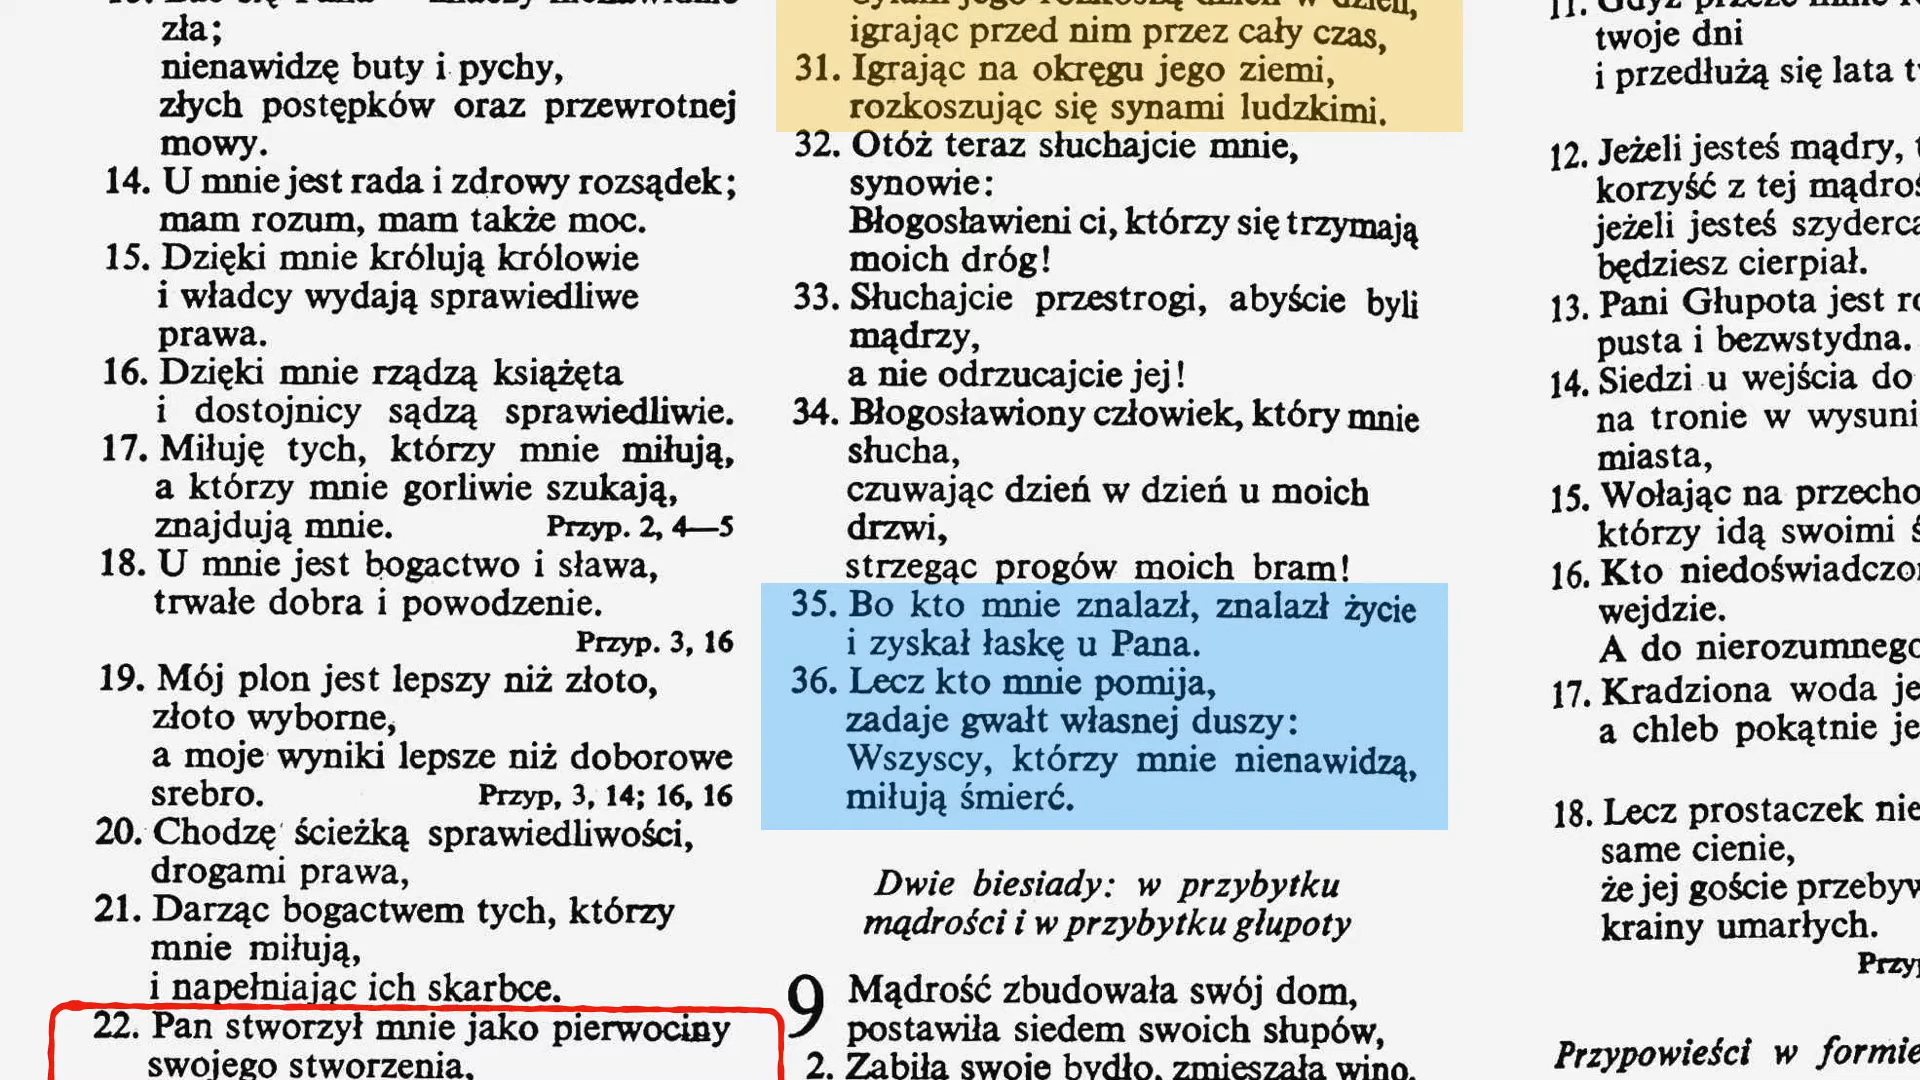 zła;
nienawidzę buty i pychy,
złych postępków oraz przewrotnej
mowy.
14. U mnie jest rada i zdrowy rozsądek;
mam rozum, mam także moc.
15. Dzięki mnie królują królowie
i władcy wydają sprawiedliwe
prawa.
16. Dzięki mnie rządzą książęta
i dostojnicy sądzą sprawiedliwie.
17. Miłuję tych, którzy mnie miłują,
a którzy mnie gorliwie szukają,
znajdują mnie. Przyp. 2, 4—5
18. U mnie jest bogactwo i sława,
trwałe dobra i powodzenie.
Przyp. 3, 16
19. Mój plon jest lepszy niż złoto,
złoto wyborne,
a moje wyniki lepsze niż doborowe
srebro. Przyp, 3, 14; 16, 16
20. Chodzę ścieżką sprawiedliwości,
drogami prawa,
21. Darząc bogactwem tych, którzy
mnie miłują,
i napełniając ich skarbce.
22. Pan stworzył mnie jako pierwociny
swojego stworzenia,
igrając przed nim przez cały czas,
31. Igrając na okręgu jego ziemi,
rozkoszując się synami ludzkimi.
32. Otóż teraz słuchajcie mnie,
synowie:
Błogosławieni ci, którzy się trzymają
moich dróg!
33. Słuchajcie przestrogi, abyście byli
mądrzy,
a nie odrzucajcie jej!
34. Błogosławiony człowiek, który mnie
słucha,
czuwając dzień w dzień u moich
drzwi,
strzegąc progów moich bram!
35. Bo kto mnie znalazł, znalazł życie
i zyskał łaskę u Pana.
36. Lecz kto mnie pomija,
zadaje gwałt własnej duszy:
Wszyscy, którzy mnie nienawidzą,
miłują śmierć.
Dwie biesiady: w przybytku
mądrości i w przybytku głupoty
9 Mądrość zbudowała swój dom,
postawiła siedem swoich słupów,
2. Zabiła swoje bydło, zmieszała wino,
twoje dni
i przedłużą się lata
12. Jeżeli jesteś mądry,
korzyść z tej
jeżeli jesteś
będziesz cierpiał.
13. Pani Głupota jest
pusta i bezwstydna.
14. Siedzi u wejścia do
na tronie w
miasta,
15. Wołając na
którzy idą swoimi
16. Kto
wejdzie.
A do
17. Kradziona woda
a chleb pokątnie
18. Lecz prostaczek nie
same cienie,
że jej goście
krainy umarłych.
Przypowieści w